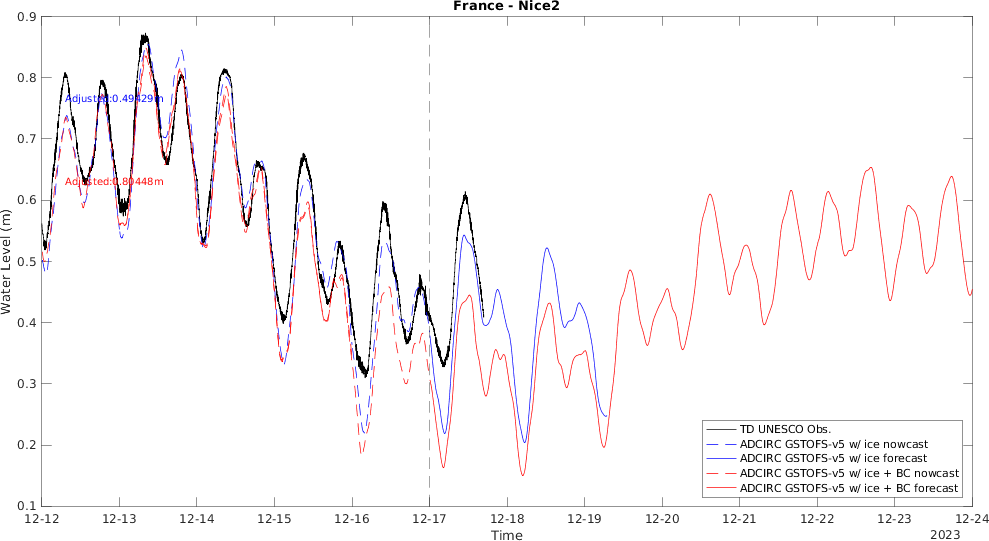 France - Nice2
0.9
0.8
0.7
0.6
0.5
0.4
0.3
0.2
0.1
Water Level (m)
Adjusted:0.49429m
Adjusted:0.80448m
TD UNESCO Obs.
ADCIRC GSTOFS-v5 w/ ice nowcast
ADCIRC GSTOFS-v5 w/ ice forecast
ADCIRC GSTOFS-v5 w/ ice + BC nowcast
ADCIRC GSTOFS-v5 w/ ice + BC forecast
12-12 12-13 12-14 12-15 12-16 12-17 12-18 12-19 12-20 12-21 12-22 12-23 12-24
Time
2023